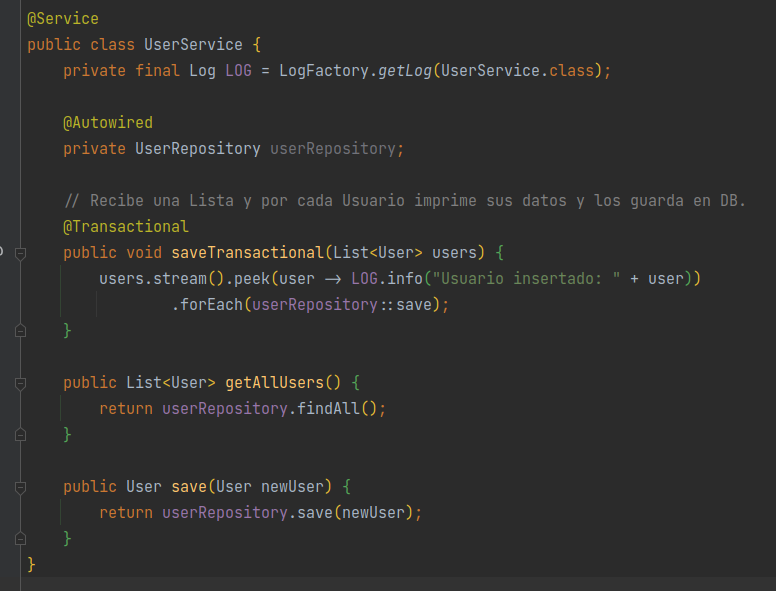 @Service
public class UserService {
    private final Log LOG = LogFactory.getLog(UserService.class);

    @Autowired
    private UserRepository userRepository;

    // Recibe una Lista y por cada Usuario imprime sus datos y los guarda en DB.
    @Transactional
    public void saveTransactional(List<User> users) {
        users.stream().peek(user -> LOG.info("Usuario insertado: " + user))
                .forEach(userRepository::save);
    }

    public List<User> getAllUsers() {
        return userRepository.findAll();
    }

    public User save(User newUser) {
        return userRepository.save(newUser);
    }
}